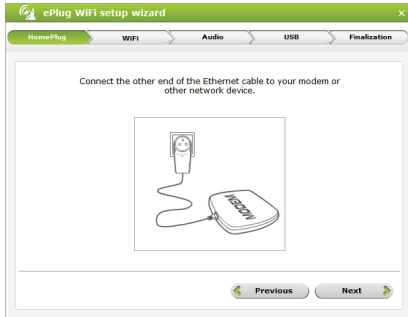 ePlug WiFi setup wizard
HomePlug
WiFi
Audio
USB
Finalization
Connect the other end of the Ethernet cable to your modem or
other network device.
MODEM
Previous
Next